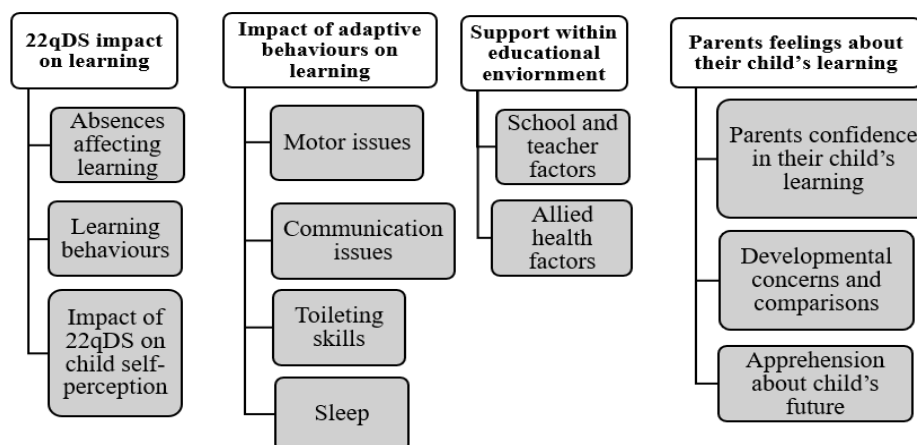 22qDS impact
on learning
Absences
affecting
learning
Learning
behaviours
Impact of
22qDS on
child self-
perception
Impact of adaptive
behaviours on
learning
Motor issues
Communication
issues
Toileting
skills
Sleep
Support within
educational
enviornment
School and
teacher
factors
Allied
health
factors
Parents feelings about
their child’s learning
Parents confidence
in their child’s
learning
Developmental
concerns and
comparisons
Apprehension
about child’s
future